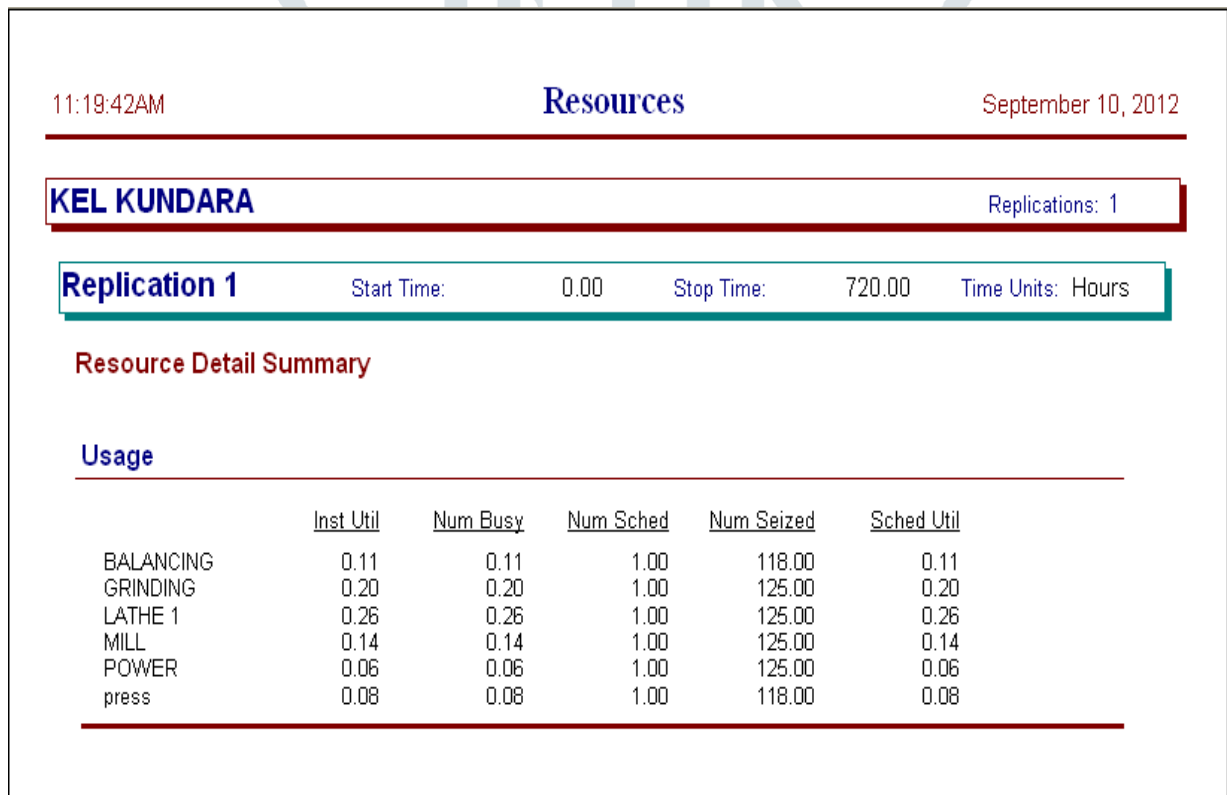 11:19:42AM Resources September 10, 2012
KEL KUNDARA Replications: 1
Replication 1 Start Time: 0.00 Stop Time: 720.00 Time Units: Hours
Resource Detail Summary
Usage
Inst Util Num Busy Num Sched Num Seized Sched Util
BALANCING 0.11 0.11 1.00 118.00 0.11
GRINDING 0.20 0.20 1.00 125.00 0.20
LATHE 1 0.26 0.26 1.00 125.00 0.26
MILL 0.14 0.14 1.00 125.00 0.14
POWER 0.06 0.06 1.00 125.00 0.06
press 0.08 0.08 1.00 118.00 0.08